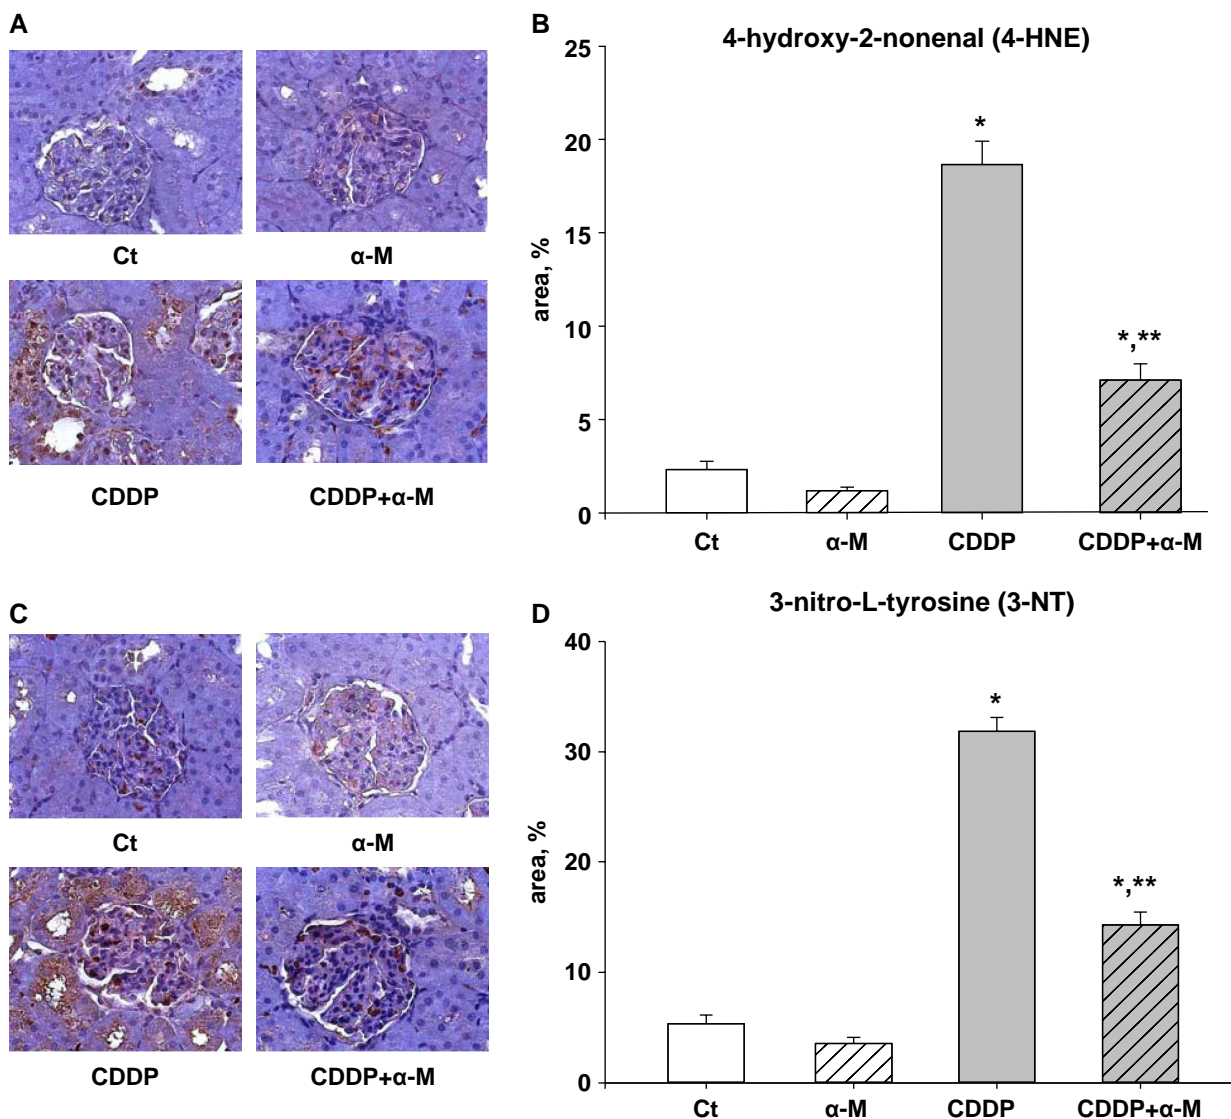 A
Ct
α-M
CDDP
CDDP+α-M
B
4-hydroxy-2-nonenal (4-HNE)
25
20
15
10
5
0
area, %
*
*,**
Ct
α-M
CDDP
CDDP+α-M
C
Ct
α-M
CDDP
CDDP+α-M
D
3-nitro-L-tyrosine (3-NT)
40
30
20
10
0
area, %
*
*,**
Ct
α-M
CDDP
CDDP+α-M